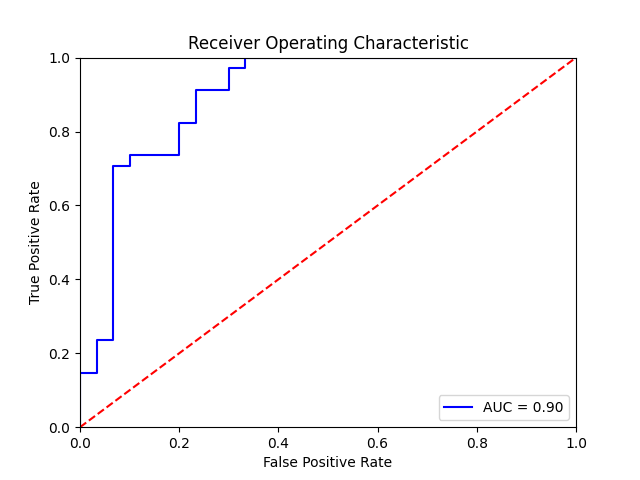 Receiver Operating Characteristic
1.0
0.8
0.6
0.4
0.2
0.0
True Positive Rate
AUC = 0.90
0.0 0.2 0.4 0.6 0.8 1.0
False Positive Rate